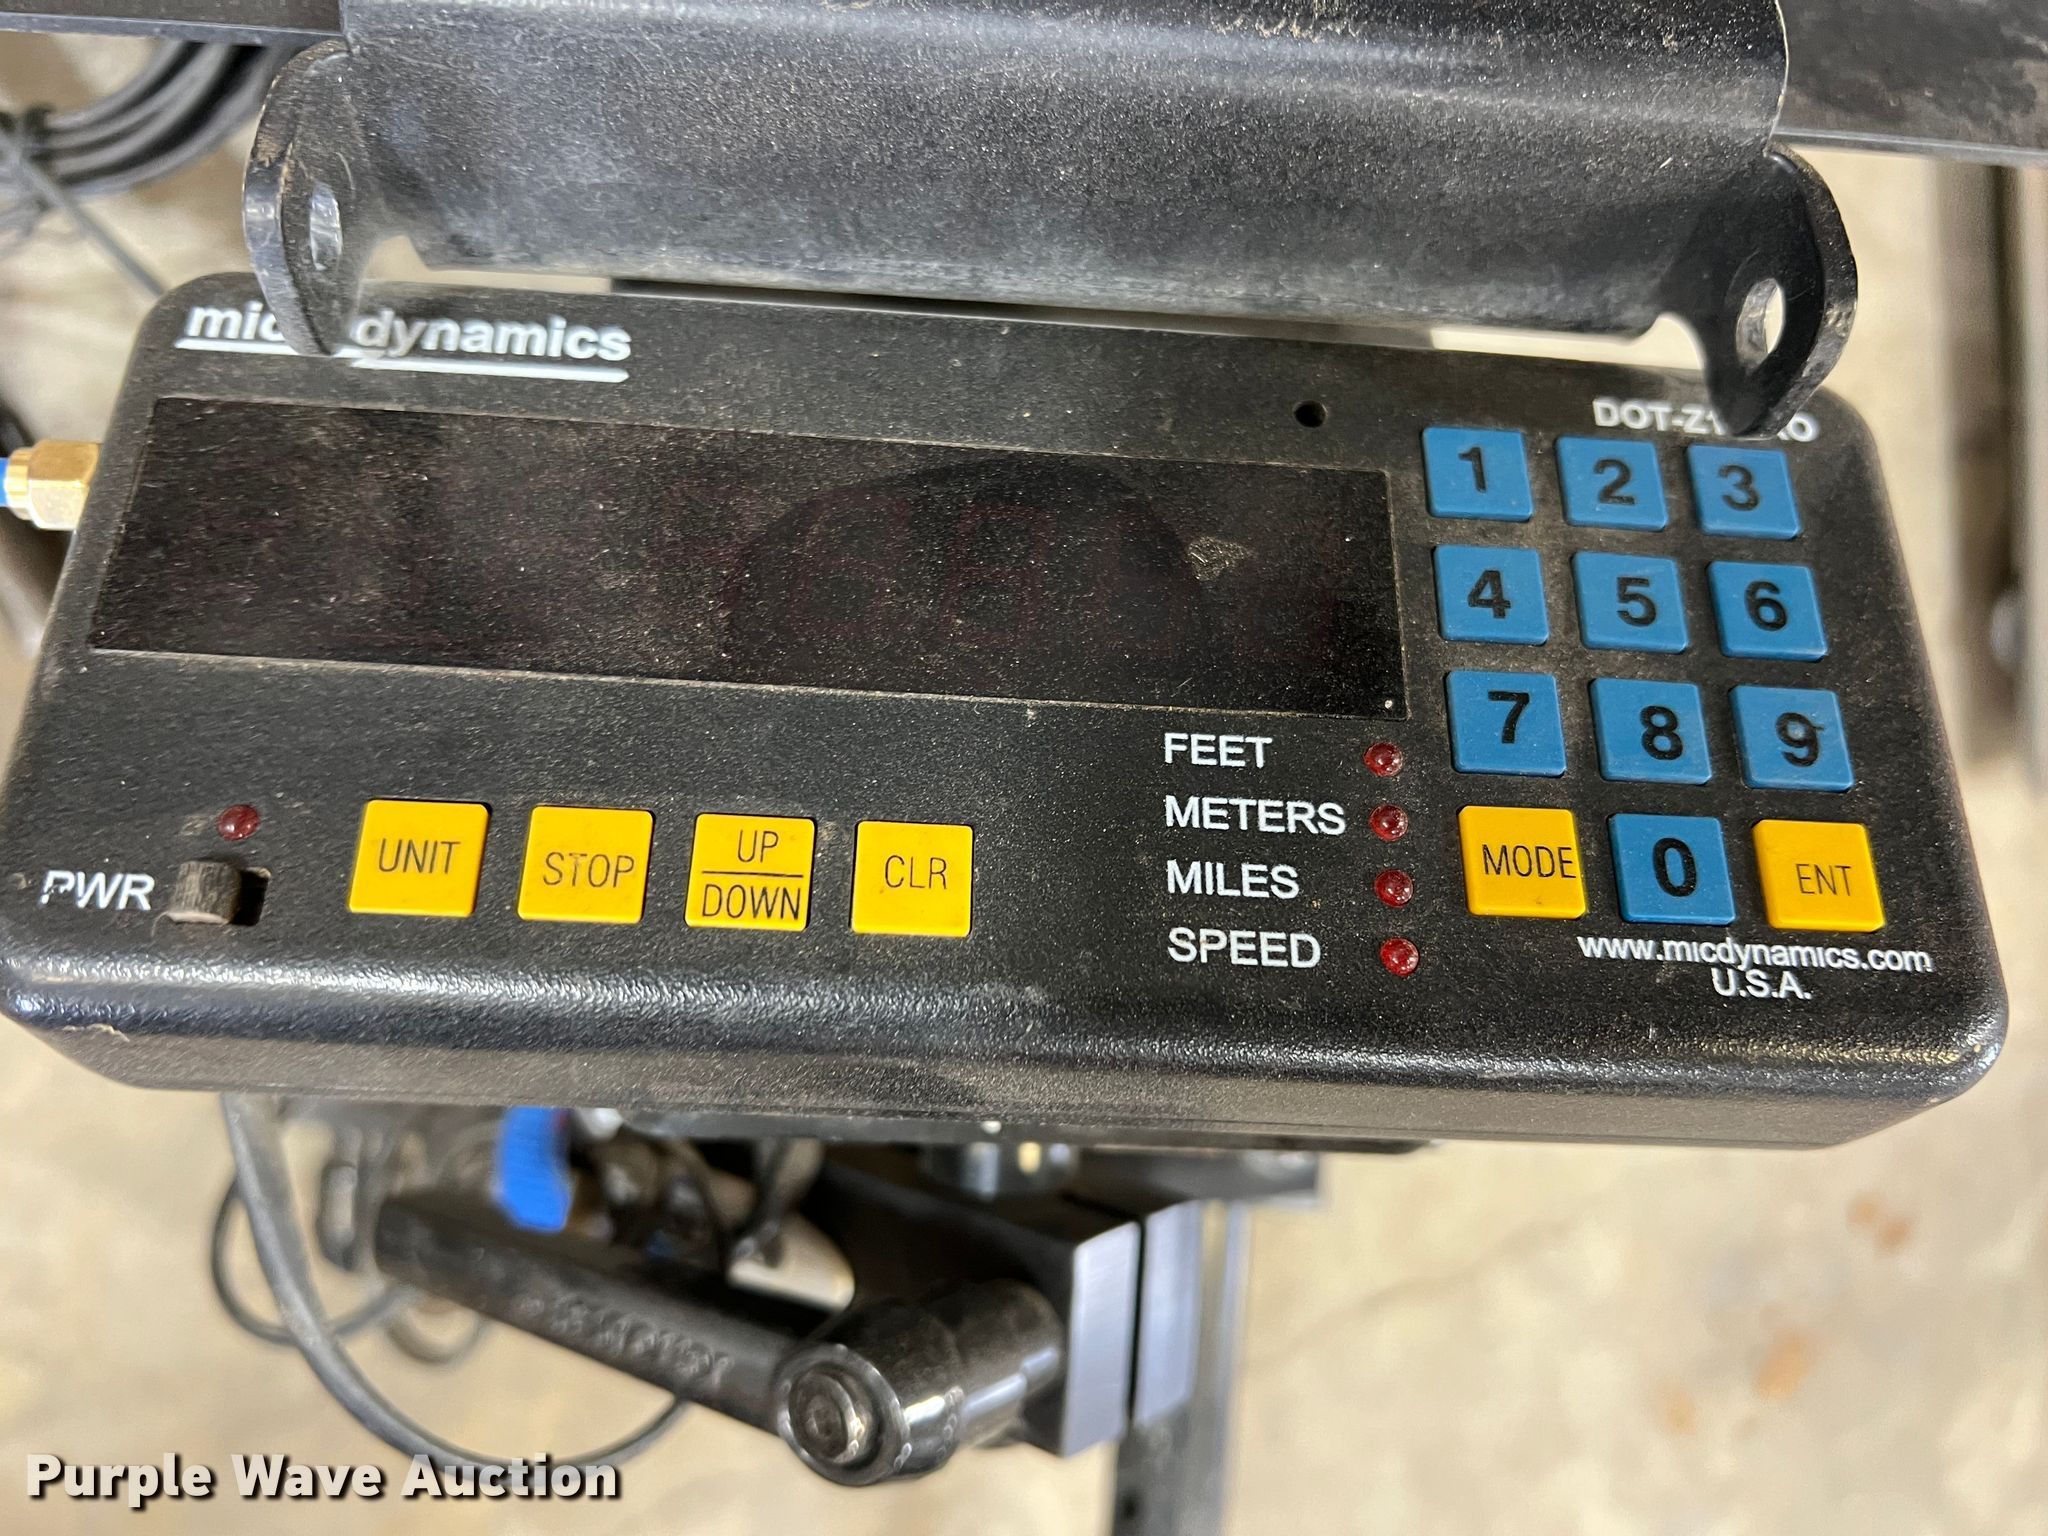 dynamics
1 2 3
4 5 6
FEET
7 8 9
METERS
UNIT STOP UP CLR
DOWN
MILES
MODE 0 ENT
PWR
SPEED
www.micdynamics.com
U.S.A.
Purple Wave Auction